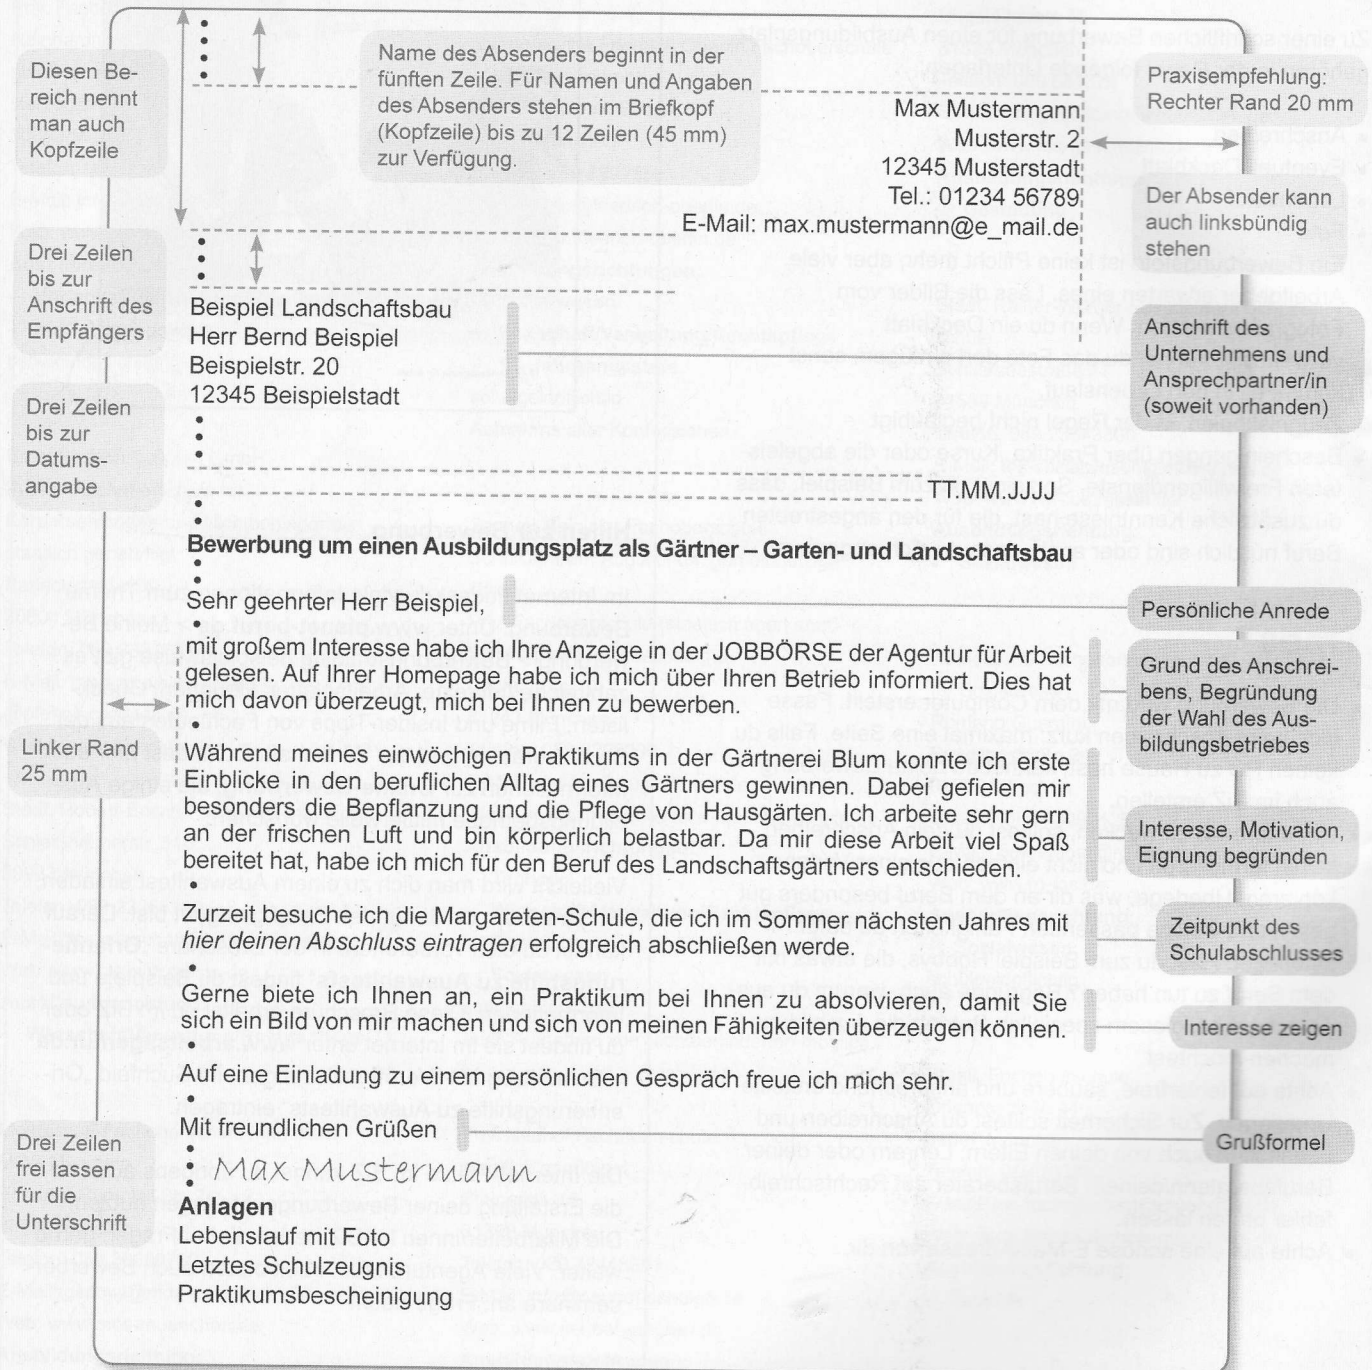 Diesen Be-
reich nennt
man auch
Kopfzeile
Name des Absenders beginnt in der
fünften Zeile. Für Namen und Angaben
des Absenders stehen im Briefkopf
(Kopfzeile) bis zu 12 Zeilen (45 mm)
zur Verfügung.
Max Mustermann
Musterstr. 2
12345 Musterstadt
Tel.: 01234 56789
E-Mail: max.mustermann@e_mail.de
Praxisempfehlung:
Rechter Rand 20 mm
Der Absender kann
auch linksbündig
stehen
Drei Zeilen
bis zur
Anschrift des
Empfängers
Beispiel Landschaftsbau
Herr Bernd Beispiel
Beispielstr. 20
12345 Beispielstadt
Anschrift des
Unternehmens und
Ansprechpartner/in
(soweit vorhanden)
Drei Zeilen
bis zur
Datums-
angabe
TT.MM.JJJJ
Bewerbung um einen Ausbildungsplatz als Gärtner – Garten- und Landschaftsbau
Sehr geehrter Herr Beispiel,
Persönliche Anrede
mit großem Interesse habe ich Ihre Anzeige in der JOBBÖRSE der Agentur für Arbeit
gelesen. Auf Ihrer Homepage habe ich mich über Ihren Betrieb informiert. Dies hat
mich davon überzeugt, mich bei Ihnen zu bewerben.
Grund des Anschrei-
bens, Begründung
der Wahl des Aus-
bildungsbetriebes
Linker Rand
25 mm
Während meines einwöchigen Praktikums in der Gärtnerei Blum konnte ich erste
Einblicke in den beruflichen Alltag eines Gärtners gewinnen. Dabei gefielen mir
besonders die Bepflanzung und die Pflege von Hausgärten. Ich arbeite sehr gern
an der frischen Luft und bin körperlich belastbar. Da mir diese Arbeit viel Spaß
bereitet hat, habe ich mich für den Beruf des Landschaftsgärtners entschieden.
Interesse, Motivation,
Eignung begründen
Zurzeit besuche ich die Margareten-Schule, die ich im Sommer nächsten Jahres mit
hier deinen Abschluss eintragen erfolgreich abschließen werde.
Zeitpunkt des
Schulabschlusses
Gerne biete ich Ihnen an, ein Praktikum bei Ihnen zu absolvieren, damit Sie
sich ein Bild von mir machen und sich von meinen Fähigkeiten überzeugen können.
Interesse zeigen
Auf eine Einladung zu einem persönlichen Gespräch freue ich mich sehr.
Mit freundlichen Grüßen
Grußformel
Drei Zeilen
frei lassen
für die
Unterschrift
Max Mustermann
Anlagen
Lebenslauf mit Foto
Letztes Schulzeugnis
Praktikumsbescheinigung